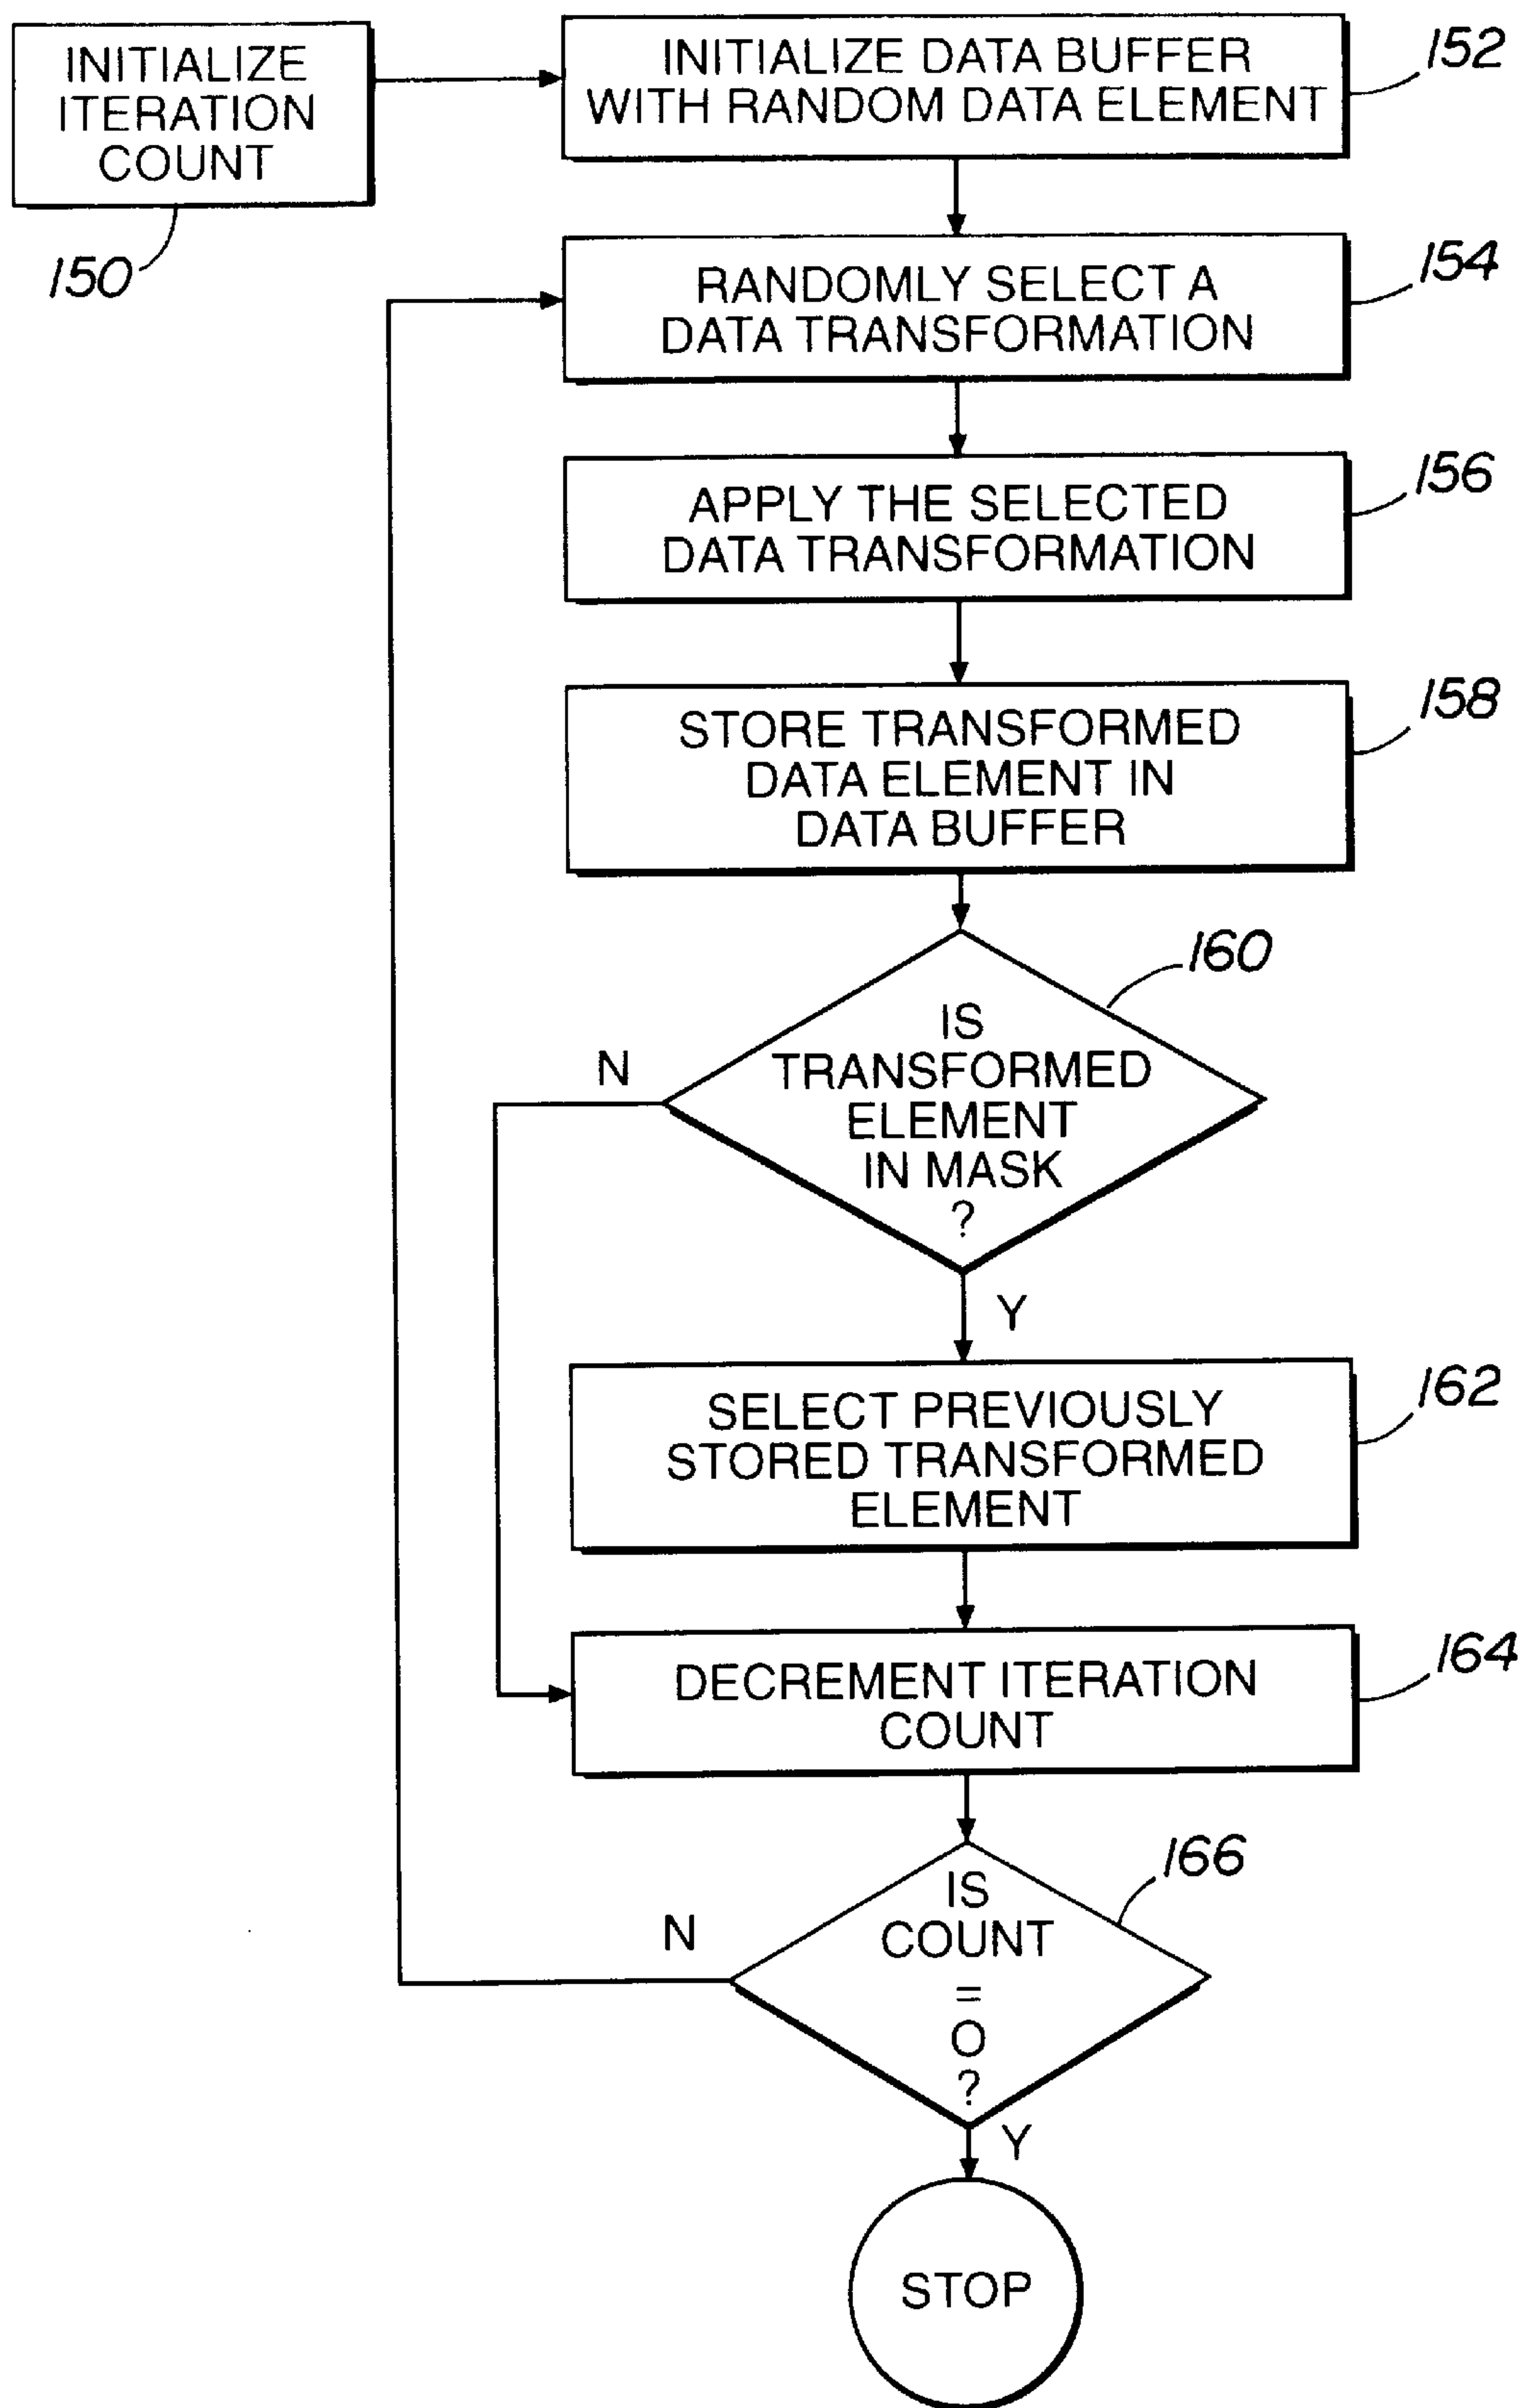 INITIALIZE
ITERATION
COUNT
150
INITIALIZE DATA BUFFER
WITH RANDOM DATA ELEMENT
152
RANDOMLY SELECT A
DATA TRANSFORMATION
154
APPLY THE SELECTED
DATA TRANSFORMATION
156
STORE TRANSFORMED
DATA ELEMENT IN
DATA BUFFER
158
IS
TRANSFORMED
ELEMENT
IN MASK
?
160
N
Y
SELECT PREVIOUSLY
STORED TRANSFORMED
ELEMENT
162
DECREMENT ITERATION
COUNT
164
IS
COUNT
=
O
?
166
N
Y
STOP